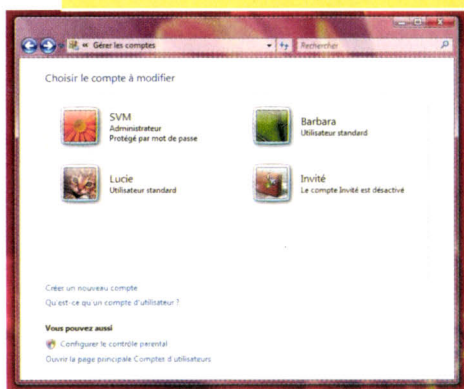 « Gérer les comptes
Rechercher
Choisir le compte à modifier
SVM
Administrateur
Protégé par mot de passe
Barbara
Utilisateur standard
Lucie
Utilisateur standard
Invité
Le compte Invité est désactivé
Créer un nouveau compte
Qu'est-ce qu'un compte d'utilisateur ?
Vous pouvez aussi
Configurer le contrôle parental
Ouvrir la page principale Comptes d'utilisateurs